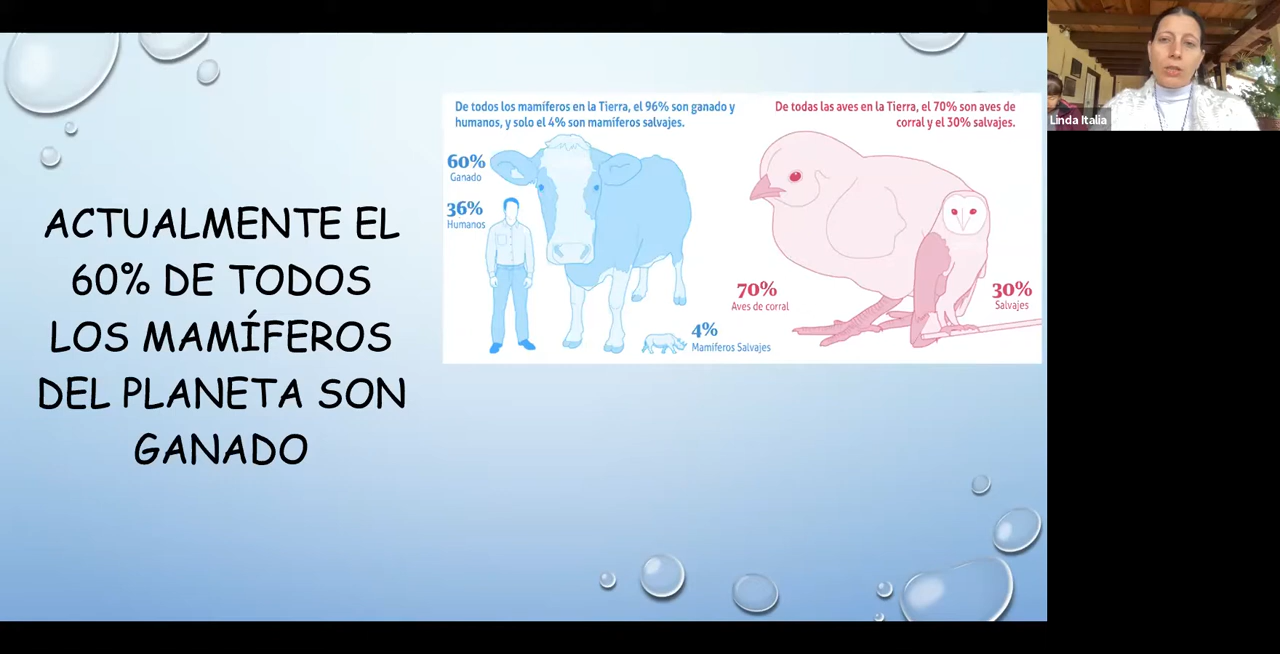 ACTUALMENTE EL
60% DE TODOS
LOS MAMÍFEROS
DEL PLANETA SON
GANADO
De todos los mamíferos en la Tierra, el 96% son ganado y
humanos, y solo el 4% son mamíferos salvajes.
60%
Ganado
36%
Humanos
4%
Mamíferos Salvajes
De todas las aves en la Tierra, el 70% son aves de
corral y el 30% salvajes.
70%
Aves de corral
30%
Salvajes
Linda Italia